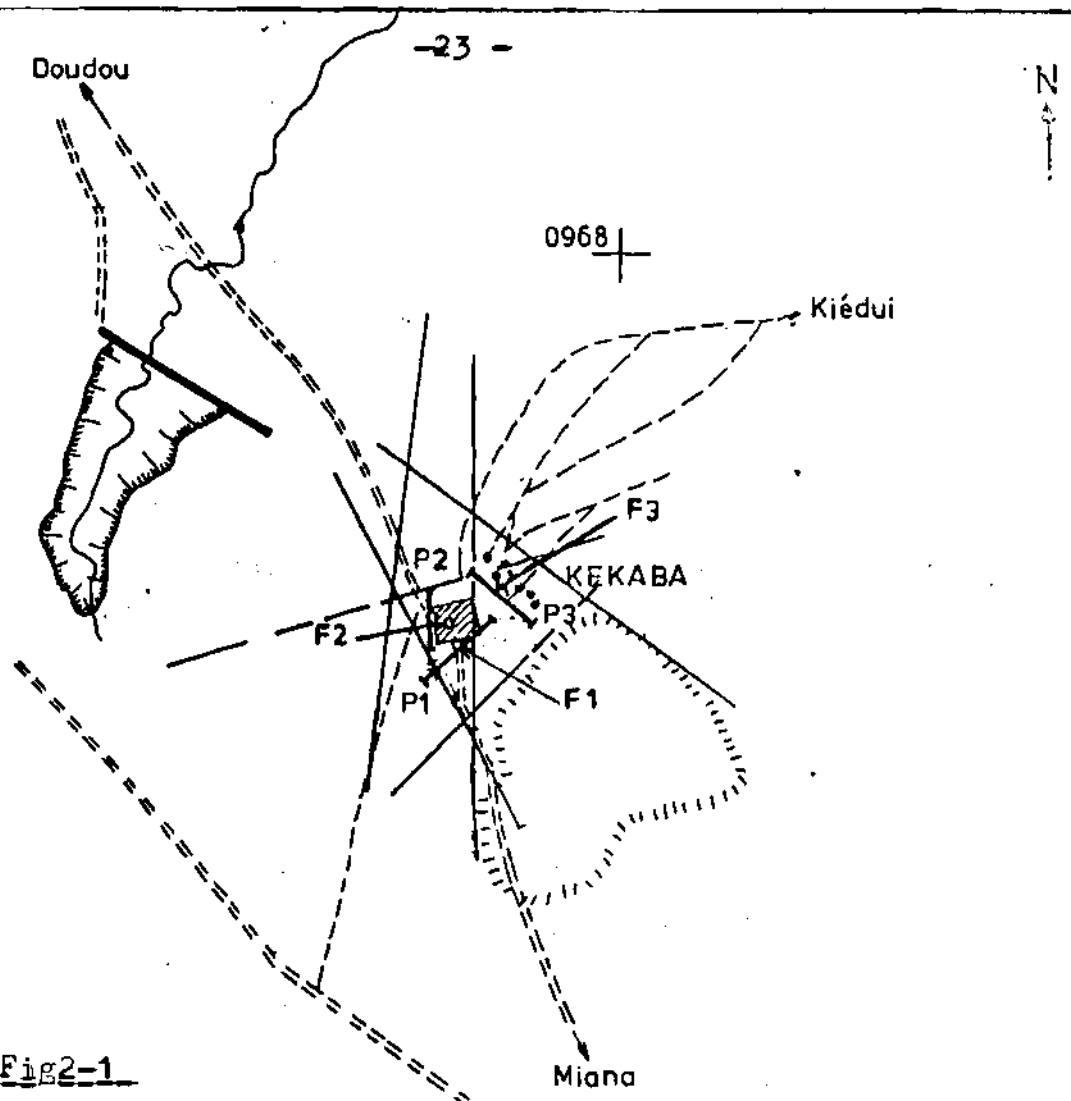 -23 -
Doudou
N
0968
Kiédui
F3
P2
KEKABA
P3
F2
P1
F1
Fig2-1
Miana